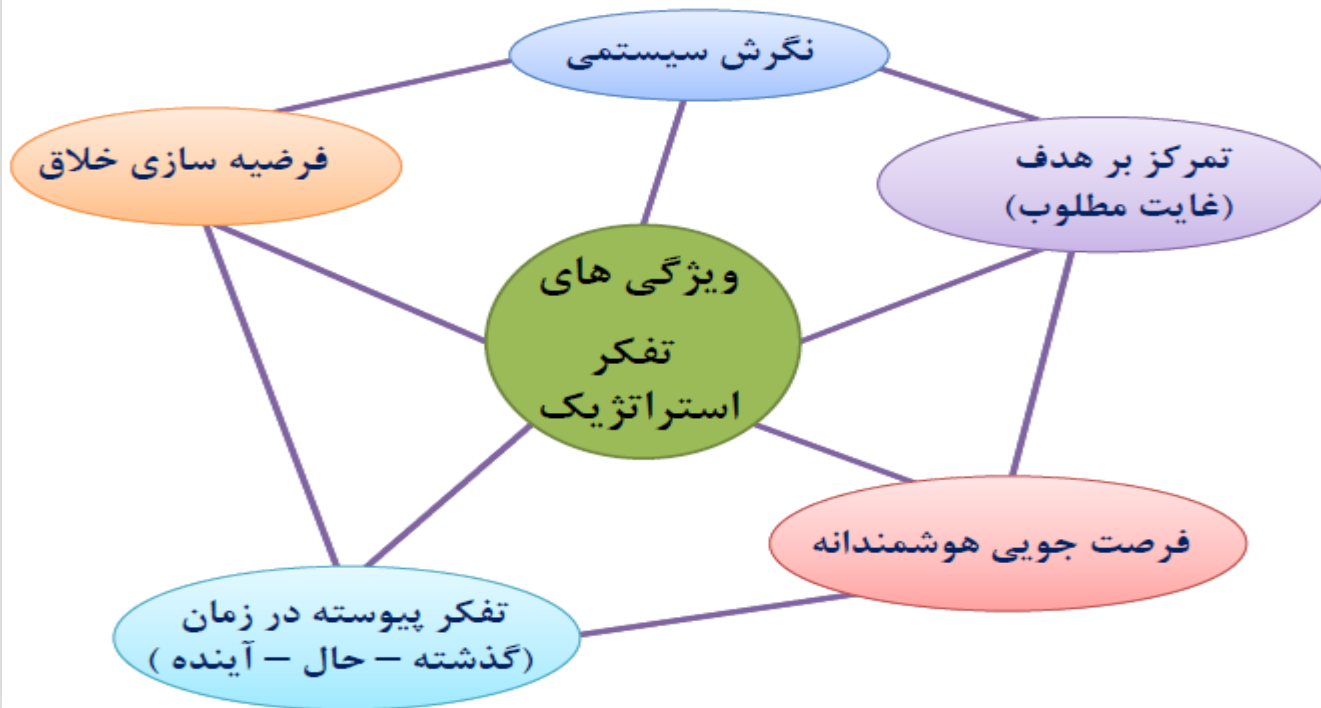 نگرش سیستمی
تمرکز بر هدف
(غایت مطلوب)
فرضیه سازی خلاق
ویژگی های
تفکر
استراتژیک
فرصت جویی هوشمندانه
تفکر پیوسته در زمان
(گذشته – حال – آینده )